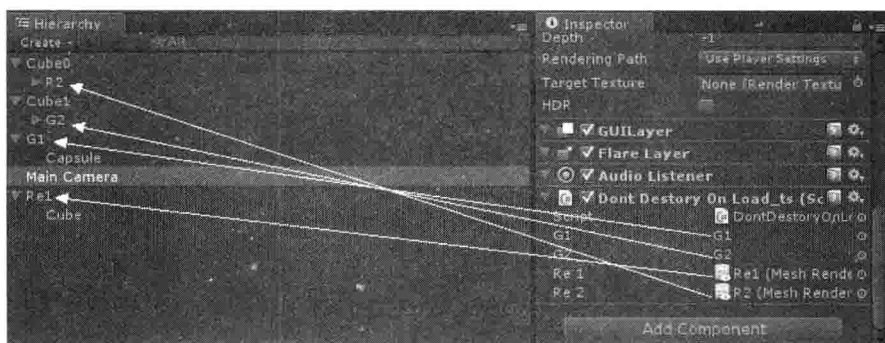 Hierarchy
Create
All
Cube0
R2
Cube1
G2
G1
Capsule
Main Camera
Re1
Cube
Inspector
Depth -1
Rendering Path Use Player Settings
Target Texture None (Render Textu
HDR
GUILayer
Flare Layer
Audio Listener
Dont Destory On Load_ts (Sc
Script DontDestoryOnLo
G1 G1
G2 G2
Re 1 Re1 (Mesh Rende
Re 2 R2 (Mesh Render
Add Component